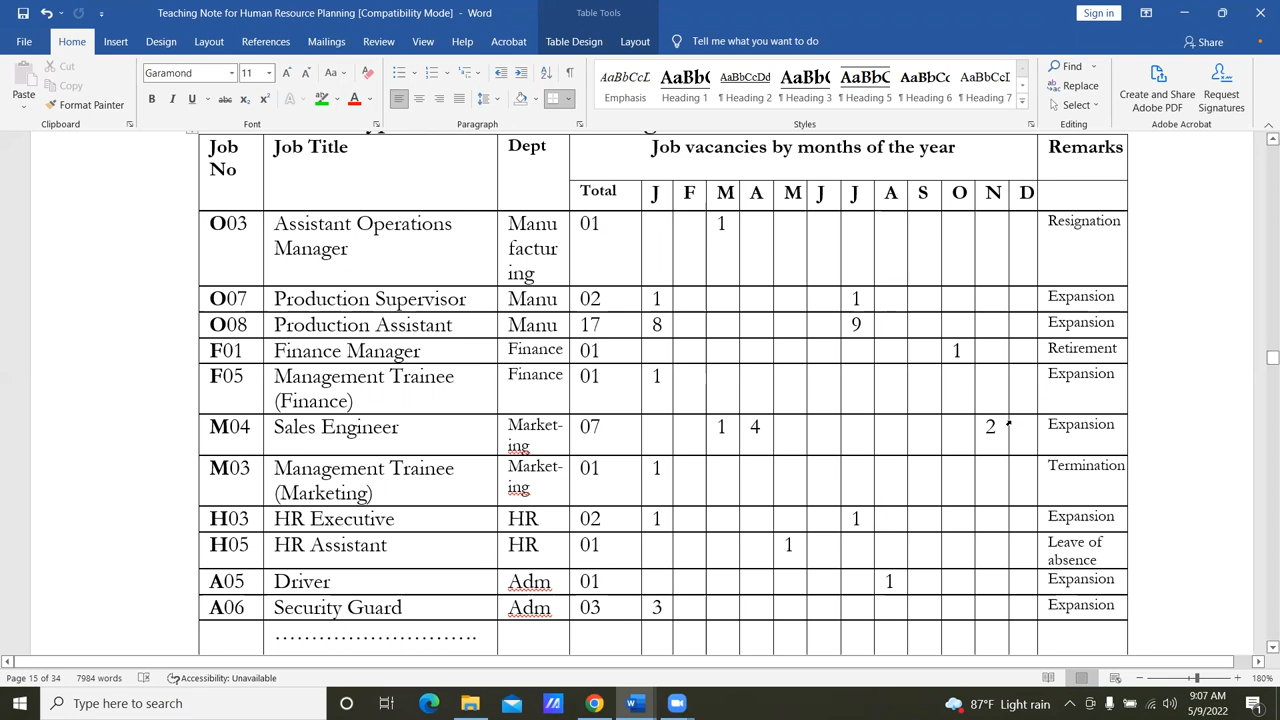 Teaching Note for Human Resource Planning [Compatibility Mode] - Word
Table Tools
Sign in
File Home Insert Design Layout References Mailings Review View Help Acrobat Table Design Layout Tell me what you want to do Share
Paste
Cut
Copy
Format Painter
Garamond 11
Aa
B I U abc x₂ x² A A
AaBbCcL AaBbC AaBbCcDd AaBbC AaBbC AaBbCc AaBbCcL
Emphasis Heading 1 ¶ Heading 2 Heading 3 Heading 5 ¶ Heading 6 ¶ Heading 7
Find
Replace
Select
Create and Share
Adobe PDF
Request
Signatures
Clipboard Font Paragraph Styles Editing Adobe Acrobat
Job No Job Title Dept Job vacancies by months of the year Remarks
Total J F M A M J J A S O N D
O03 Assistant Operations Manager Manu factur ing 01 1 Resignation
O07 Production Supervisor Manu 02 1 1 Expansion
O08 Production Assistant Manu 17 8 9 Expansion
F01 Finance Manager Finance 01 1 Retirement
F05 Management Trainee (Finance) Finance 01 1 Expansion
M04 Sales Engineer Market-ing 07 1 4 2 Expansion
M03 Management Trainee (Marketing) Market-ing 01 1 Termination
H03 HR Executive HR 02 1 1 Expansion
H05 HR Assistant HR 01 1 Leave of absence
A05 Driver Adm 01 1 Expansion
A06 Security Guard Adm 03 3 Expansion
………………………
Page 15 of 34 7984 words Accessibility: Unavailable 180%
Type here to search
87°F Light rain
9:07 AM
5/9/2022